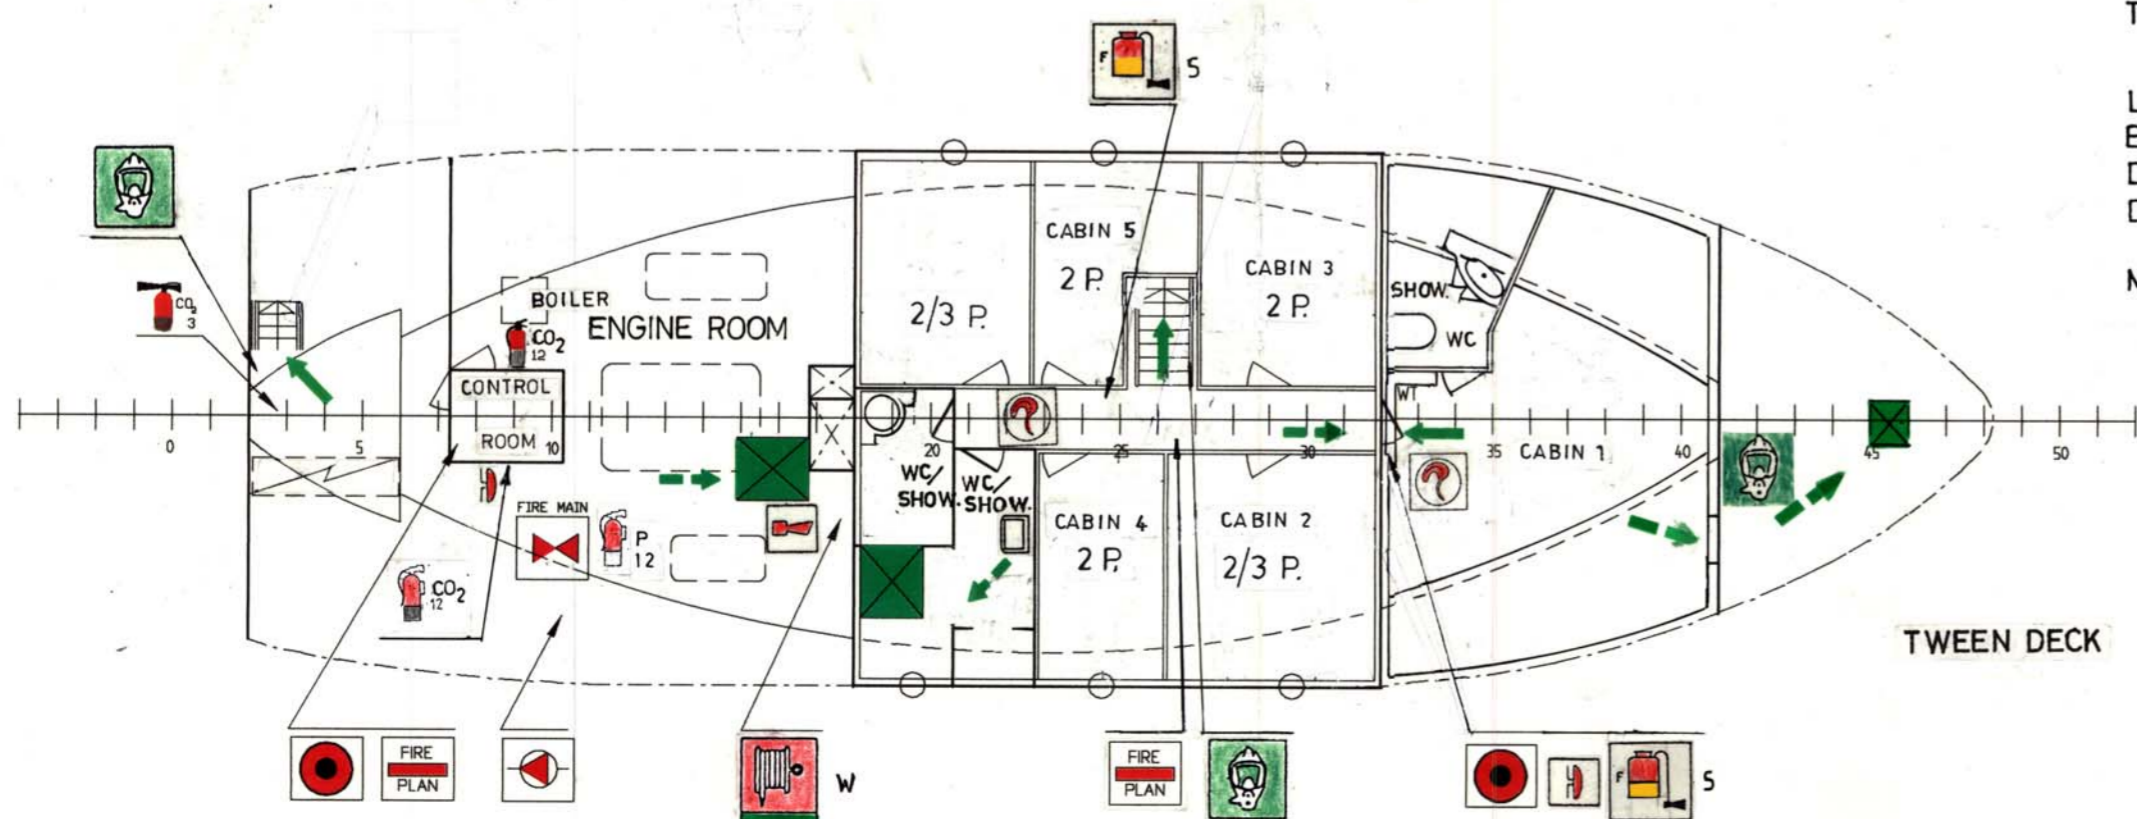 F
S
T
L
B
D
D
N
CO2
3
BOILER
ENGINE ROOM
CO2
12
CONTROL
ROOM
2/3 P.
CABIN 5
2 P.
CABIN 3
2 P.
SHOW.
WC
WT
0
5
10
20
25
30
35
40
45
50
CABIN 1
WC/
SHOW.
WC/
SHOW.
CABIN 4
2 P.
CABIN 2
2/3 P.
FIRE MAIN
P
12
CO2
12
TWEEN DECK
FIRE
PLAN
W
FIRE
PLAN
F
S